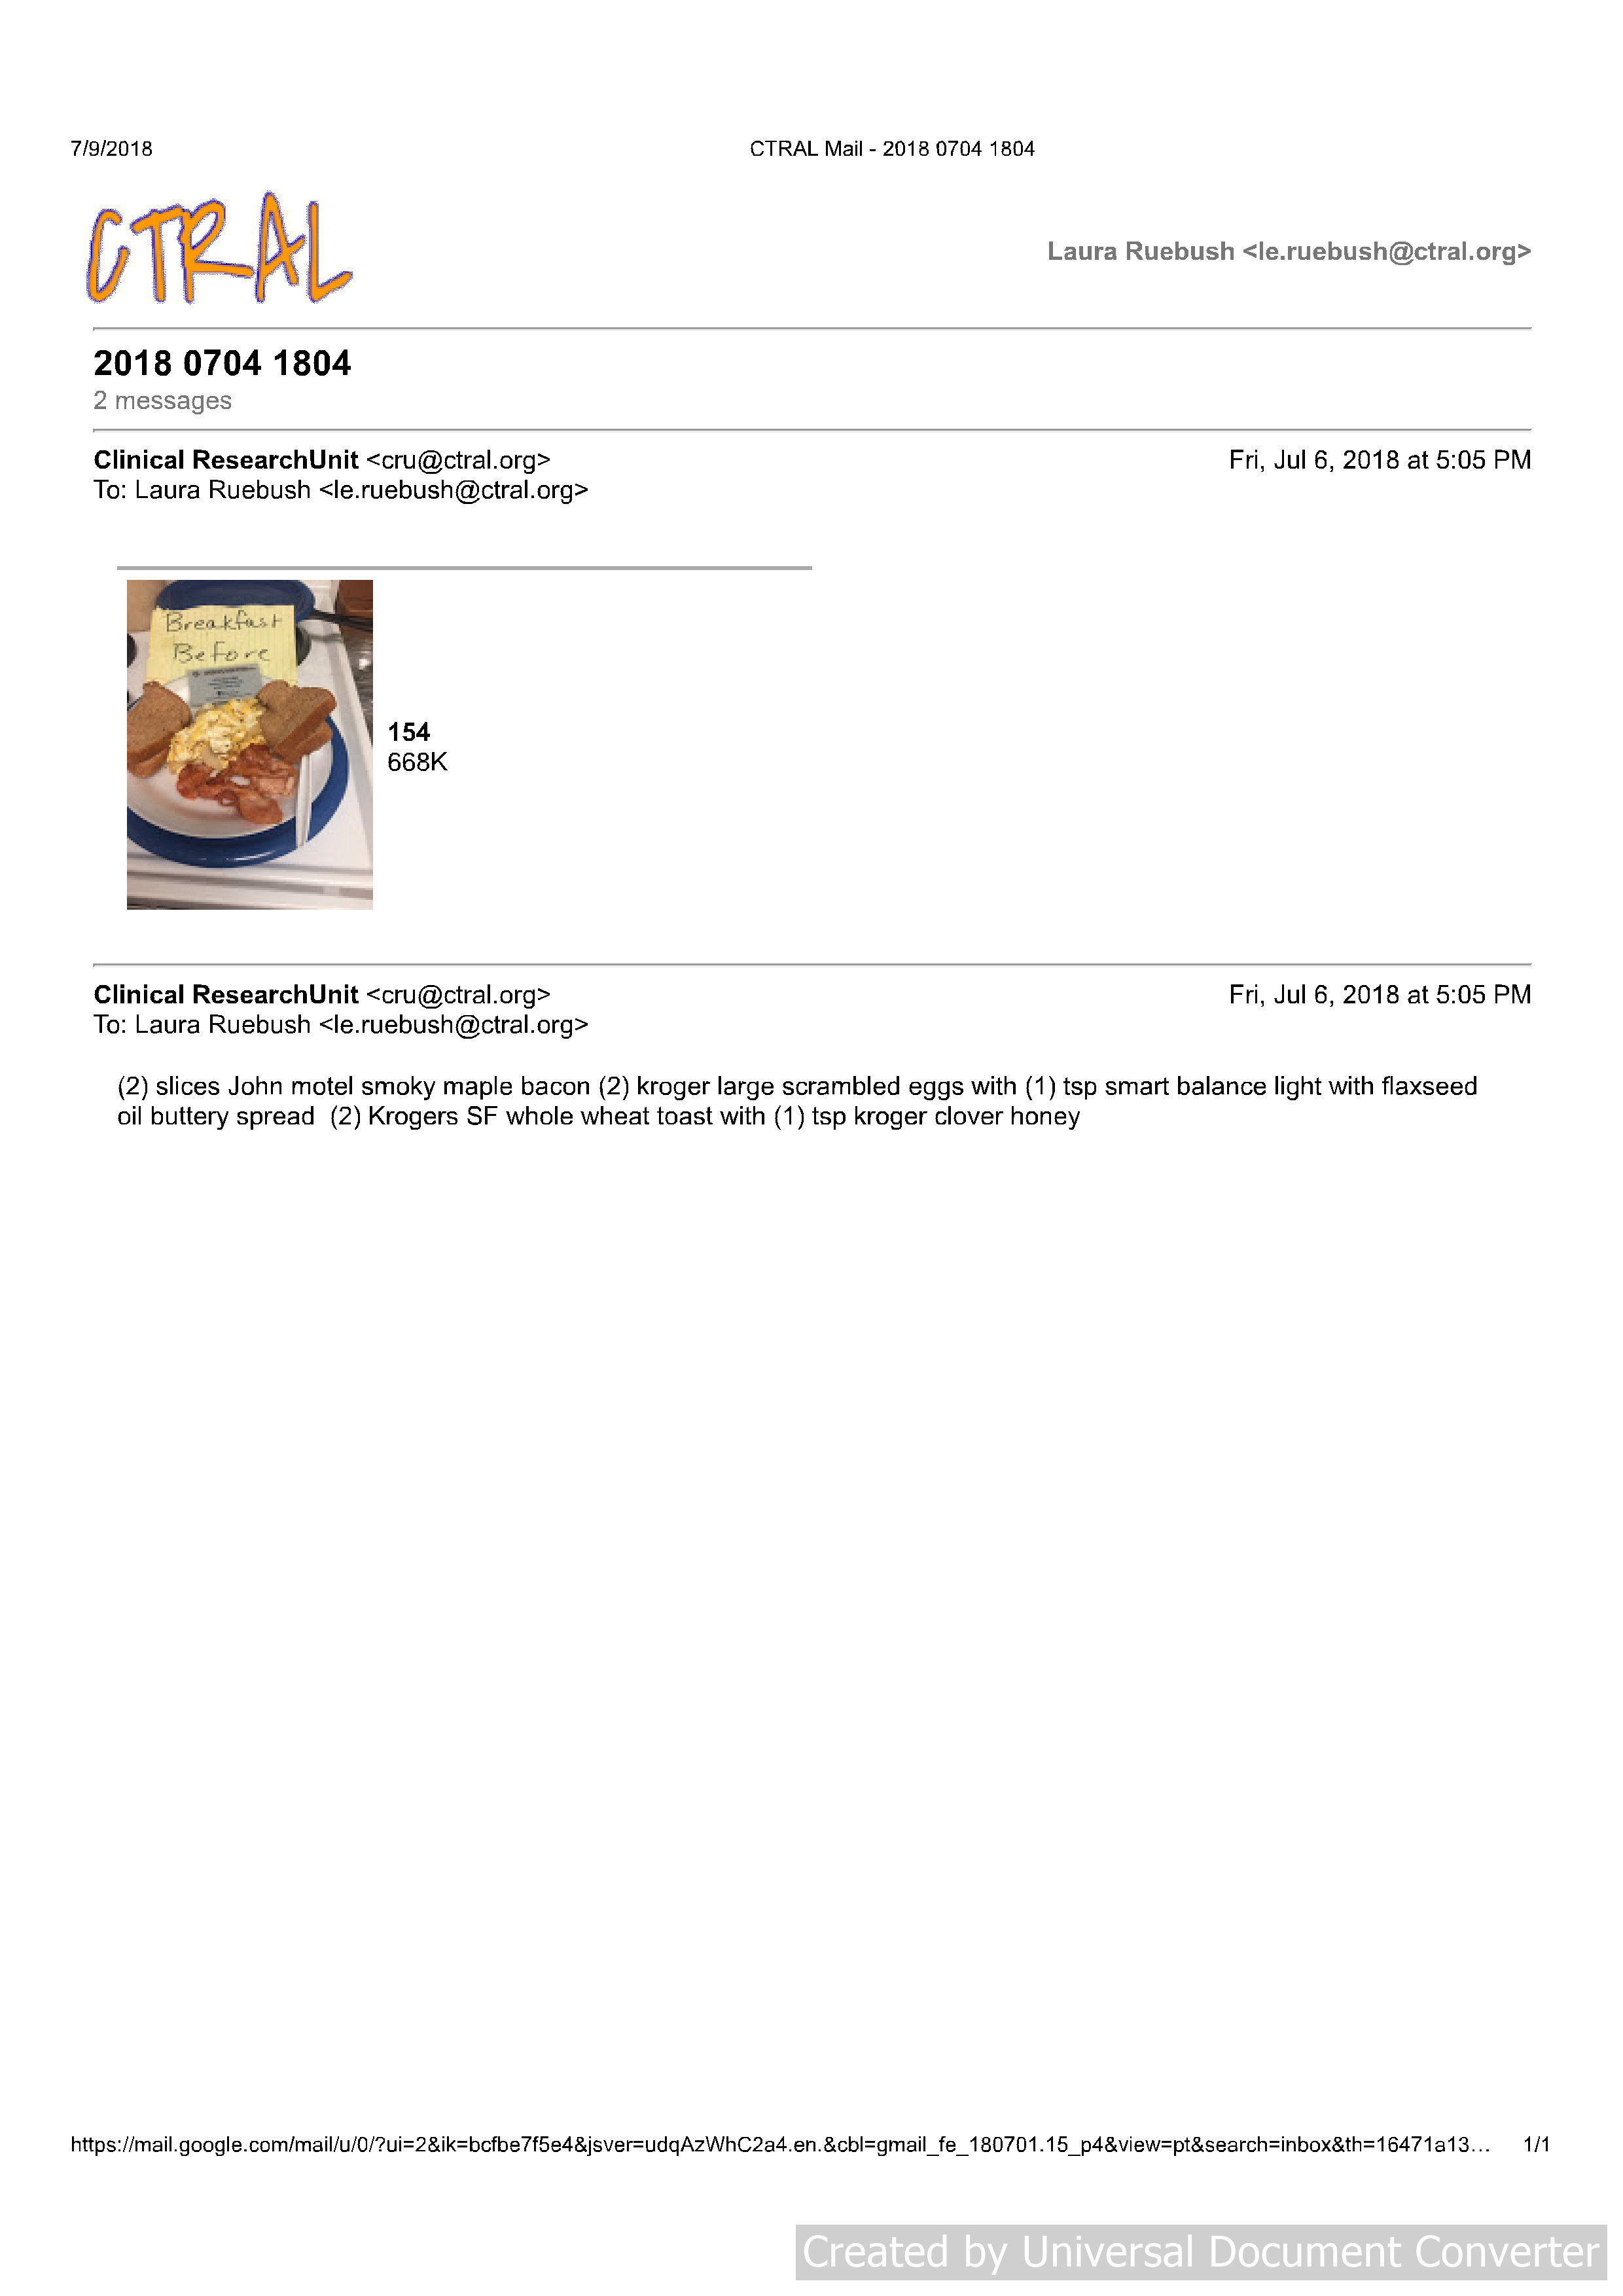 7/9/2018
CTRAL Mail - 2018 0704 1804
CTRAL
Laura Ruebush <le.ruebush@ctral.org>
2018 0704 1804
2 messages
Clinical ResearchUnit <cru@ctral.org>
Fri, Jul 6, 2018 at 5:05 PM
To: Laura Ruebush <le.ruebush@ctral.org>
Breakfast
Before
154
668K
Clinical ResearchUnit <cru@ctral.org>
Fri, Jul 6, 2018 at 5:05 PM
To: Laura Ruebush <le.ruebush@ctral.org>
(2) slices John motel smoky maple bacon (2) kroger large scrambled eggs with (1) tsp smart balance light with flaxseed
oil buttery spread  (2) Krogers SF whole wheat toast with (1) tsp kroger clover honey
https://mail.google.com/mail/u/0/?ui=2&ik=bcfbe7f5e4&jsver=udqAzWhC2a4.en.&cbl=gmail_fe_180701.15_p4&view=pt&search=inbox&th=16471a13…
1/1
Created by Universal Document Converter